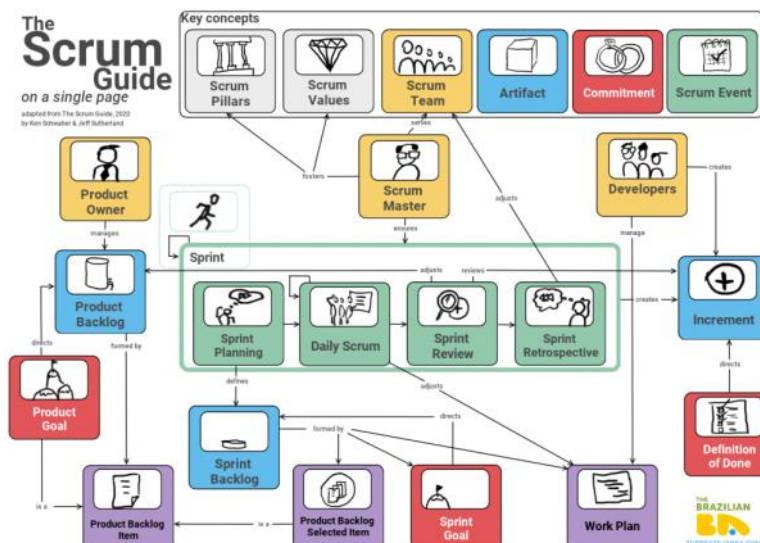 The
Scrum
Guide
on a single page
adapted from The Scrum Guide, 2020
by Ken Schwaber & Jeff Sutherland
Key concepts
Scrum
Pillars
Scrum
Values
Scrum
Team
Artifact
Commitment
Scrum Event
serves
fosters
adjusts
creates
Product
Owner
Scrum
Master
Developers
manages
ensures
manage
Sprint
adjusts
reviews
creates
Product
Backlog
Sprint
Planning
Daily Scrum
Sprint
Review
Sprint
Retrospective
Increment
directs
formed by
defines
adjusts
directs
Product
Goal
directs
formed by
Sprint
Backlog
Definition
of Done
is a
Product Backlog
Item
is a
Product Backlog
Selected Item
Sprint
Goal
Work Plan
THE
BRAZILIAN
BA
THEBRAZILIANBA.COM